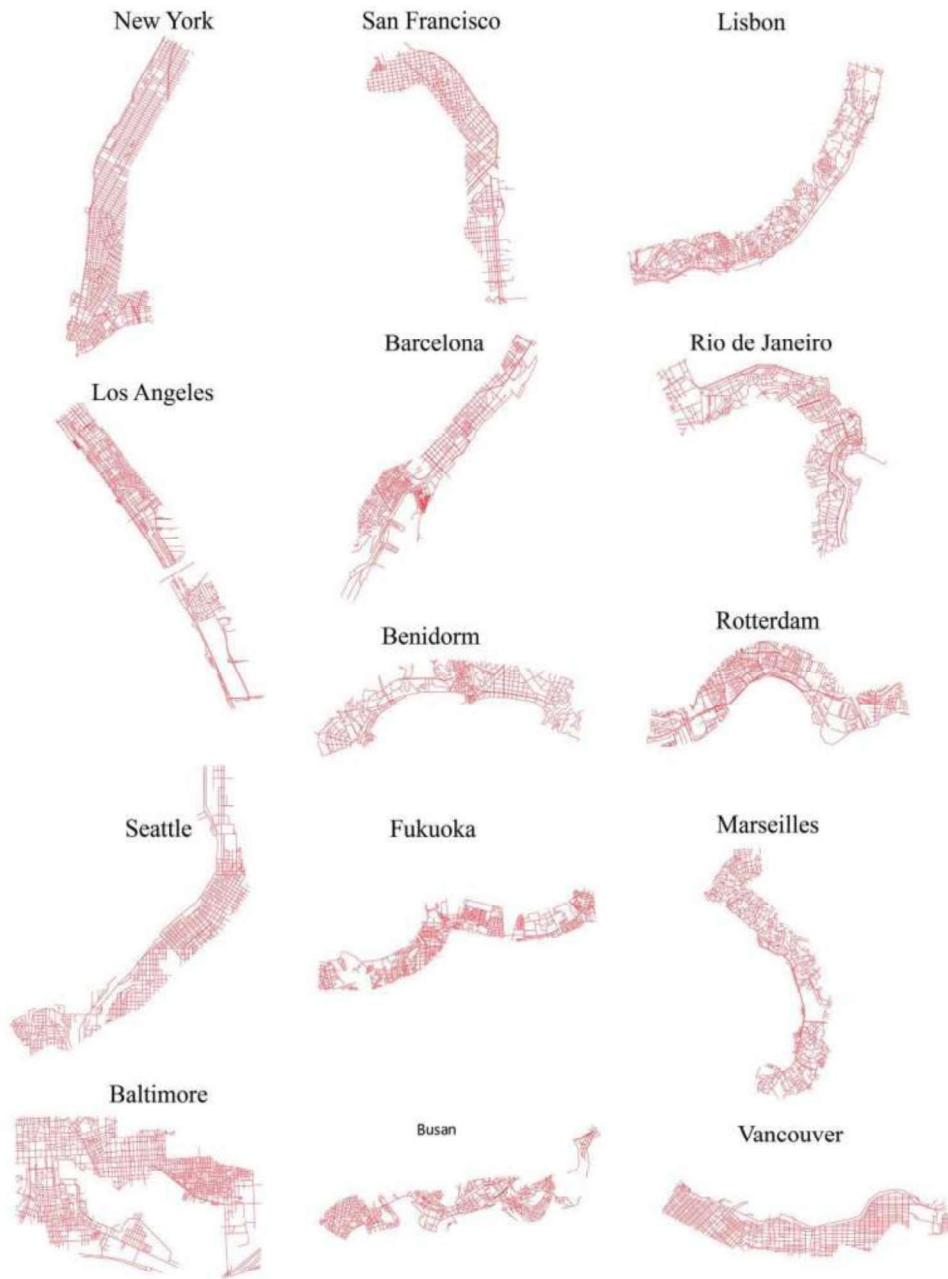 New York
San Francisco
Lisbon
Barcelona
Rio de Janeiro
Los Angeles
Benidorm
Rotterdam
Seattle
Fukuoka
Marseilles
Baltimore
Busan
Vancouver